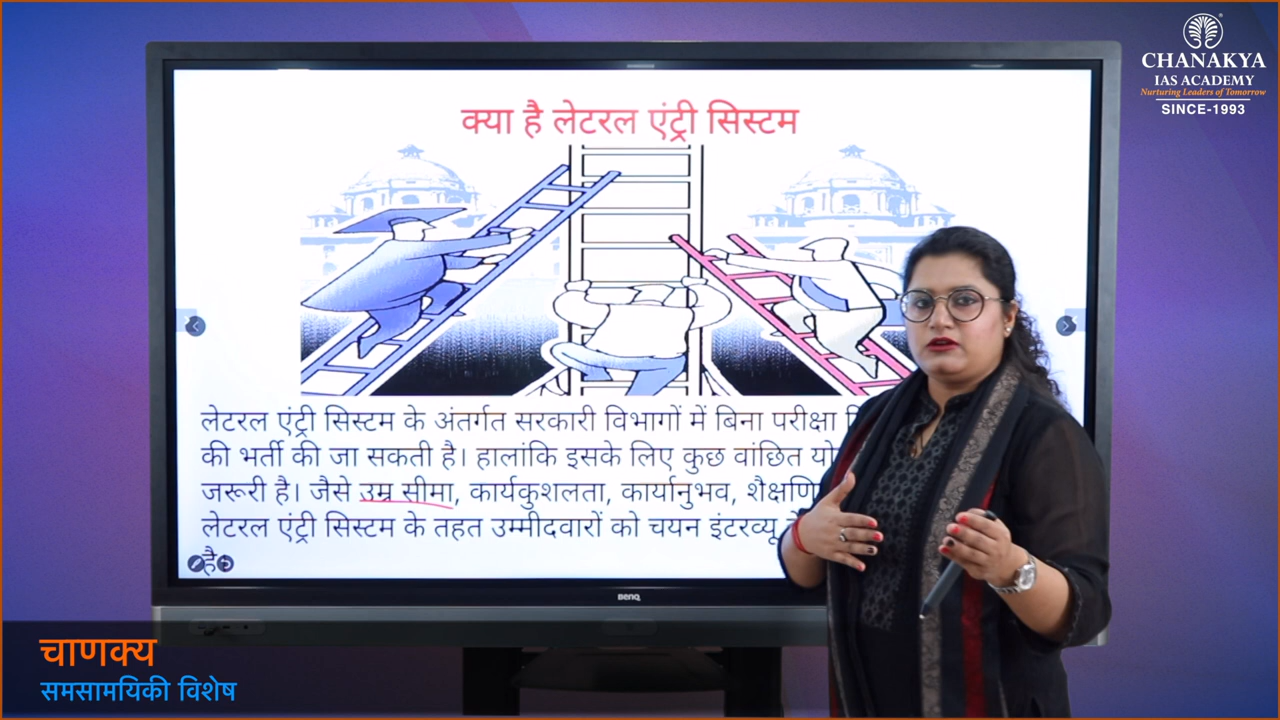 CHANAKYA
IAS ACADEMY
Nurturing Leaders of Tomorrow
SINCE-1993
क्या है लेटरल एंट्री सिस्टम
लेटरल एंट्री सिस्टम के अंतर्गत सरकारी विभागों में बिना परीक्षा
की भर्ती की जा सकती है। हालांकि इसके लिए कुछ वांछित
जरूरी है। जैसे उम्र सीमा, कार्यकुशलता, कार्यानुभव,
लेटरल एंट्री सिस्टम के तहत उम्मीदवारों को चयन इंटरव्यू
है।
BenQ
चाणक्य
समसामयिकी विशेष